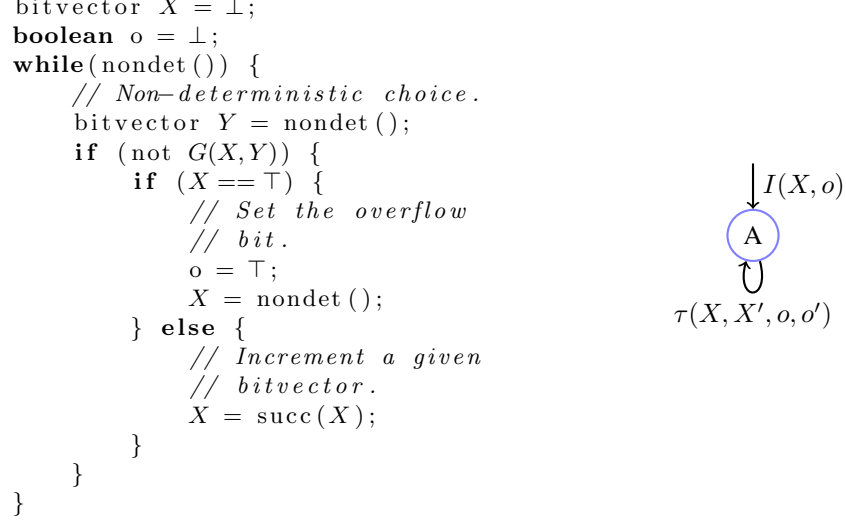 bitvector X = ⊥;
boolean o = ⊥;
while(nondet()) {
// Non-deterministic choice.
bitvector Y = nondet();
if (not G(X,Y)) {
if (X == ⊤) {
// Set the overflow
// bit.
o = ⊤;
X = nondet();
} else {
// Increment a given
// bitvector.
X = succ(X);
}
}
}
I(X, o)
A
τ(X, X′, o, o′)